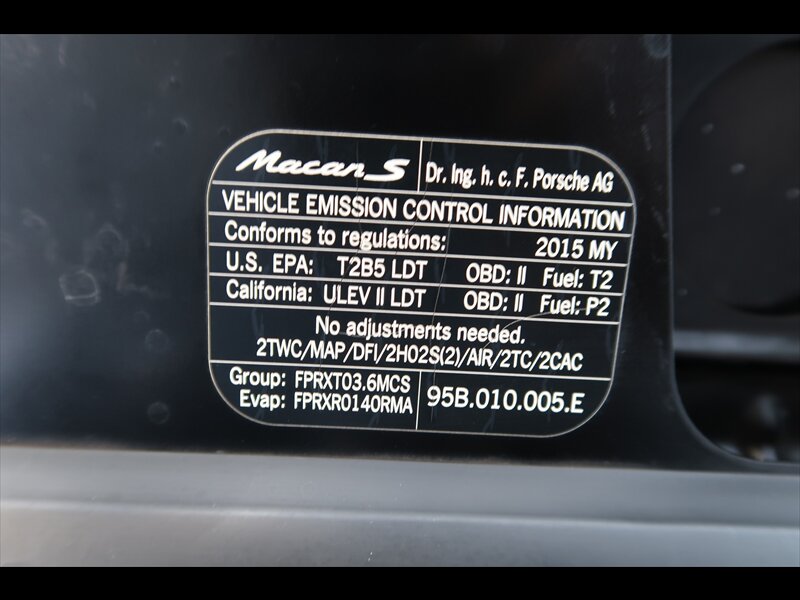 Macan S Dr. Ing. h. c. F. Porsche AG
VEHICLE EMISSION CONTROL INFORMATION
Conforms to regulations: 2015 MY
U.S. EPA: T2B5 LDT OBD: II Fuel: T2
California: ULEV II LDT OBD: II Fuel: P2
No adjustments needed.
2TWC/MAP/DFI/2HO2S(2)/AIR/2TC/2CAC
Group: FPRXT03.6MCS
Evap: FPRXR0140RMA
95B.010.005.E